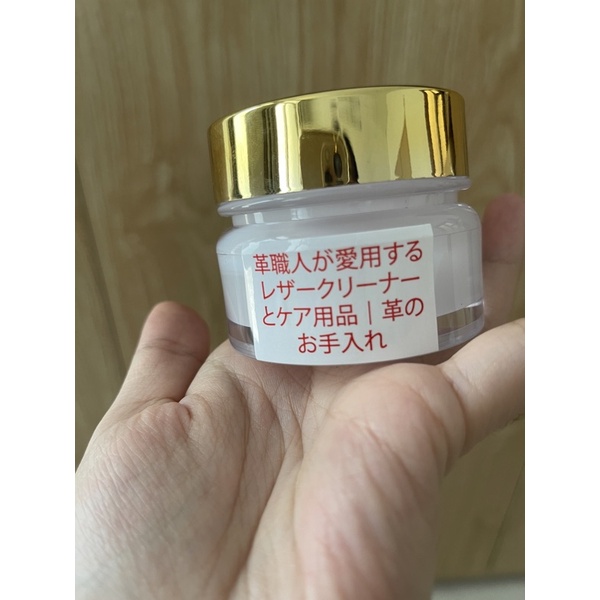 革職人が愛用する
レザークリーナー
とケア用品｜革の
お手入れ